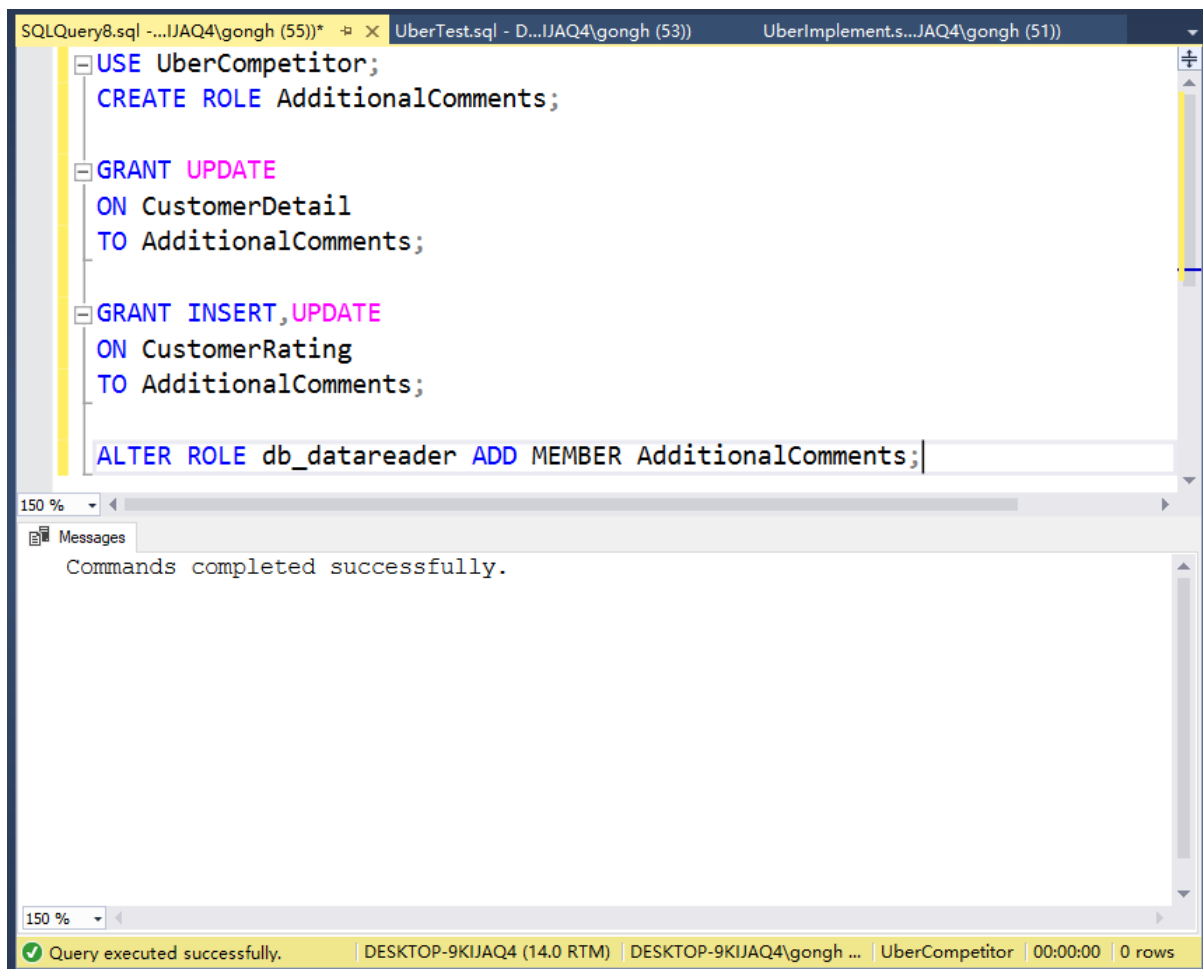 SQLQuery8.sql -...IJAQ4\gongh (55))* UberTest.sql - D...IJAQ4\gongh (53)) UberImplement.s...JAQ4\gongh (51))
USE UberCompetitor;
CREATE ROLE AdditionalComments;
GRANT UPDATE
ON CustomerDetail
TO AdditionalComments;
GRANT INSERT,UPDATE
ON CustomerRating
TO AdditionalComments;
ALTER ROLE db_datareader ADD MEMBER AdditionalComments;
150 %
Messages
Commands completed successfully.
150 %
Query executed successfully. DESKTOP-9KIJAQ4 (14.0 RTM) DESKTOP-9KIJAQ4\gongh ... UberCompetitor 00:00:00 0 rows